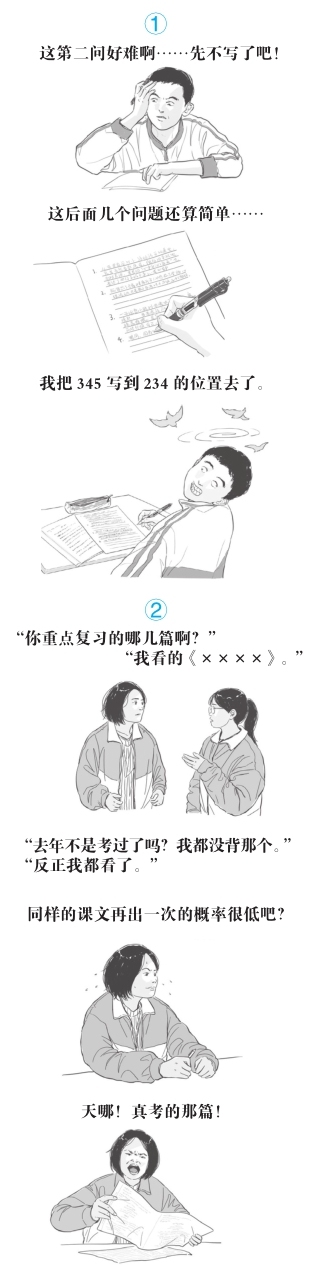 ①
这第二问好难啊……先不写了吧！
这后面几个问题还算简单……
1.
2.
3.
4.
我把 345 写到 234 的位置去了。
②
“你重点复习的哪几篇啊？”
“我看的《××××》。”
“去年不是考过了吗？我都没背那个。”
“反正我都看了。”
同样的课文再出一次的概率很低吧？
天哪！真考的那篇！